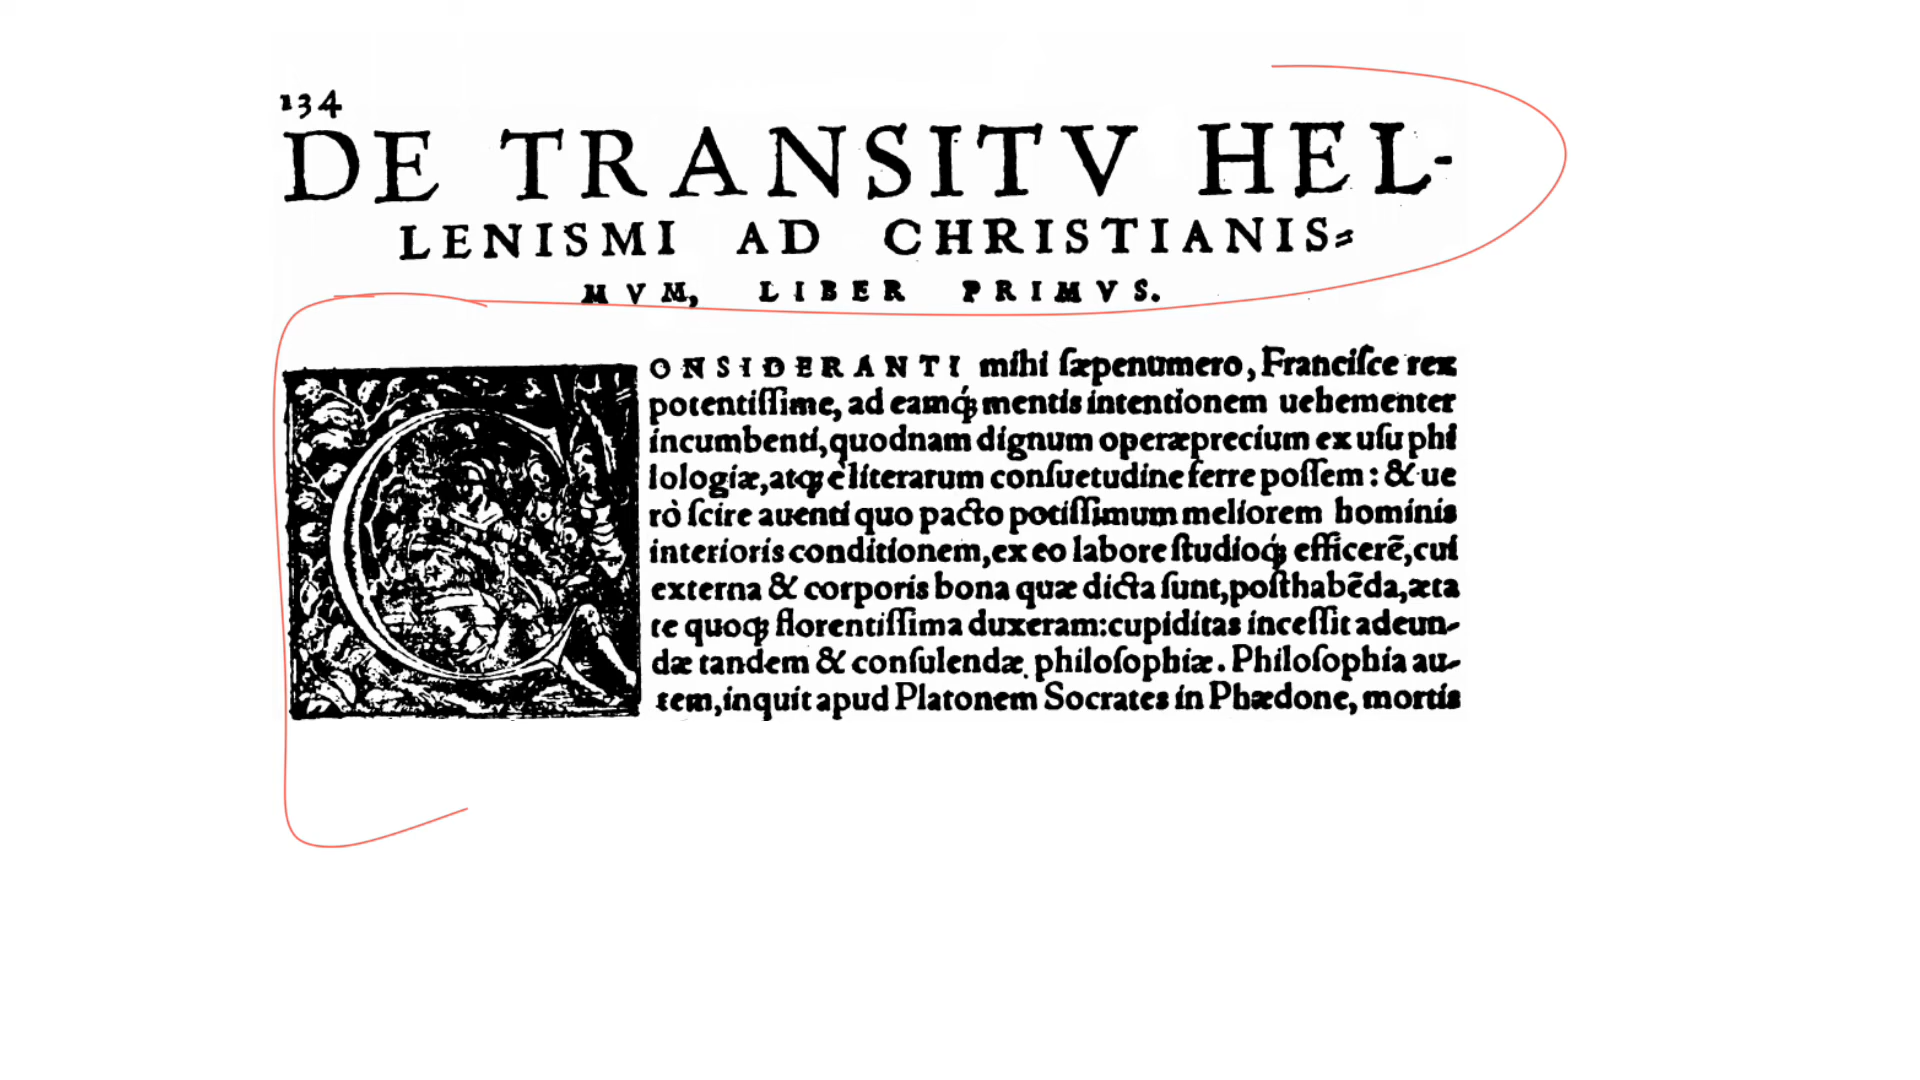 134
DE TRANSITV HEL-
LENISMI AD CHRISTIANIS⸗
MVM, LIBER PRIMVS.
CONSIDERANTI mihi ſæpenumero, Franciſce rex
potentiſſime, ad eamq́; mentis intentionem uehementer
incumbenti, quodnam dignum operæprecium ex uſu phi
lologiæ, atq; è literarum conſuetudine ferre poſſem: & ue
rò ſcire auenti quo pacto potiſſimum meliorem hominis
interioris conditionem, ex eo labore ſtudioq́; efficerẽ, cui
externa & corporis bona quæ dicta ſunt, poſthabẽda, æta
te quoq; florentiſſima duxeram: cupiditas inceſſit adeun-
dæ tandem & conſulendæ philoſophiæ. Philoſophia au-
tem, inquit apud Platonem Socrates in Phædone, mortis